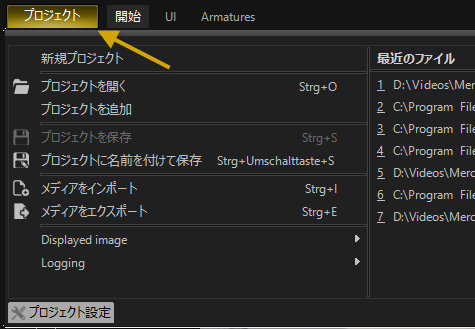 プロジェクト 開始 UI Armatures
新規プロジェクト
プロジェクトを開く Strg+O
プロジェクトを追加
プロジェクトを保存 Strg+S
プロジェクトに名前を付けて保存 Strg+Umschalttaste+S
メディアをインポート Strg+I
メディアをエクスポート Strg+E
Displayed image
Logging
プロジェクト設定
最近のファイル
1 D:\Videos\Merc
2 C:\Program File
3 C:\Program File
4 C:\Program File
5 D:\Videos\Merc
6 C:\Program File
7 D:\Videos\Merc